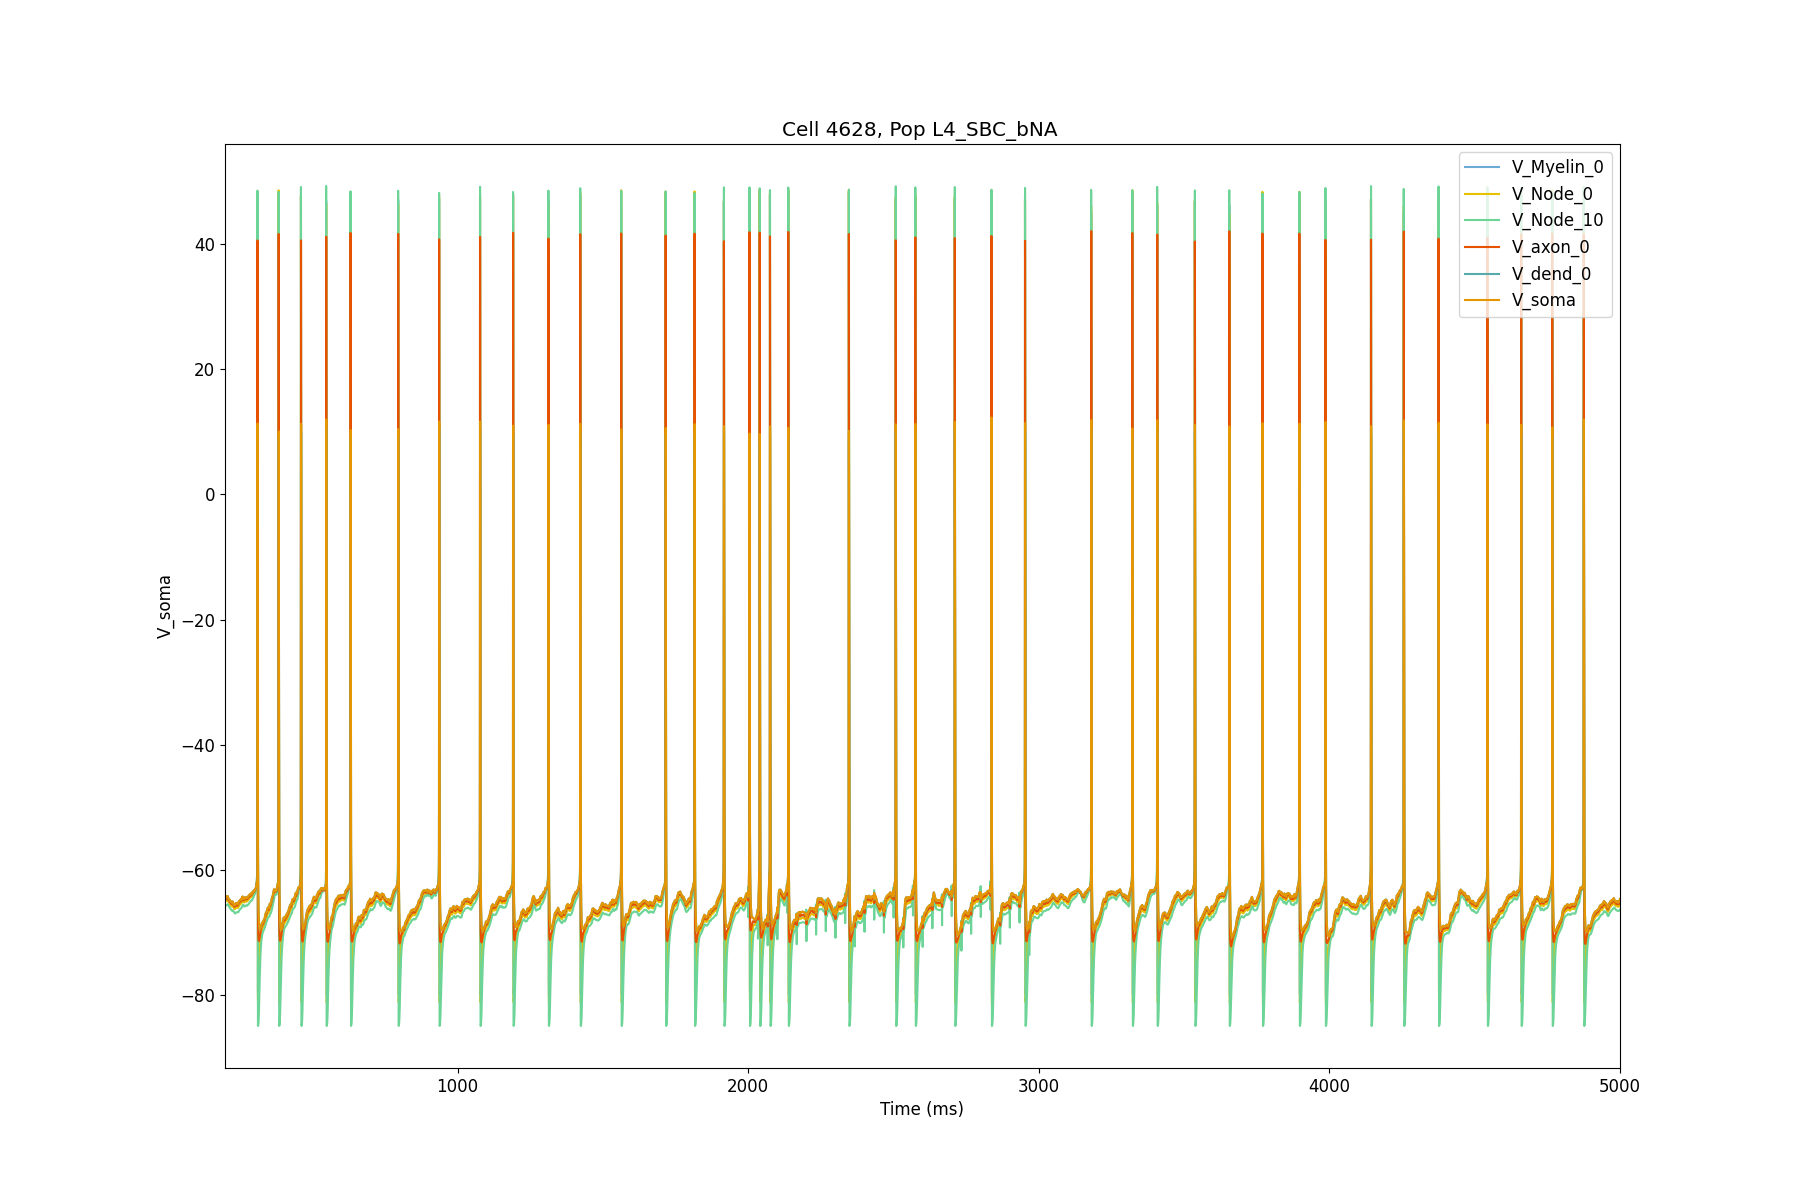 Cell 4628, Pop L4_SBC_bNA
V_Myelin_0
V_Node_0
V_Node_10
V_axon_0
V_dend_0
V_soma
40
20
0
−20
−40
−60
−80
V_soma
1000
2000
3000
4000
5000
Time (ms)